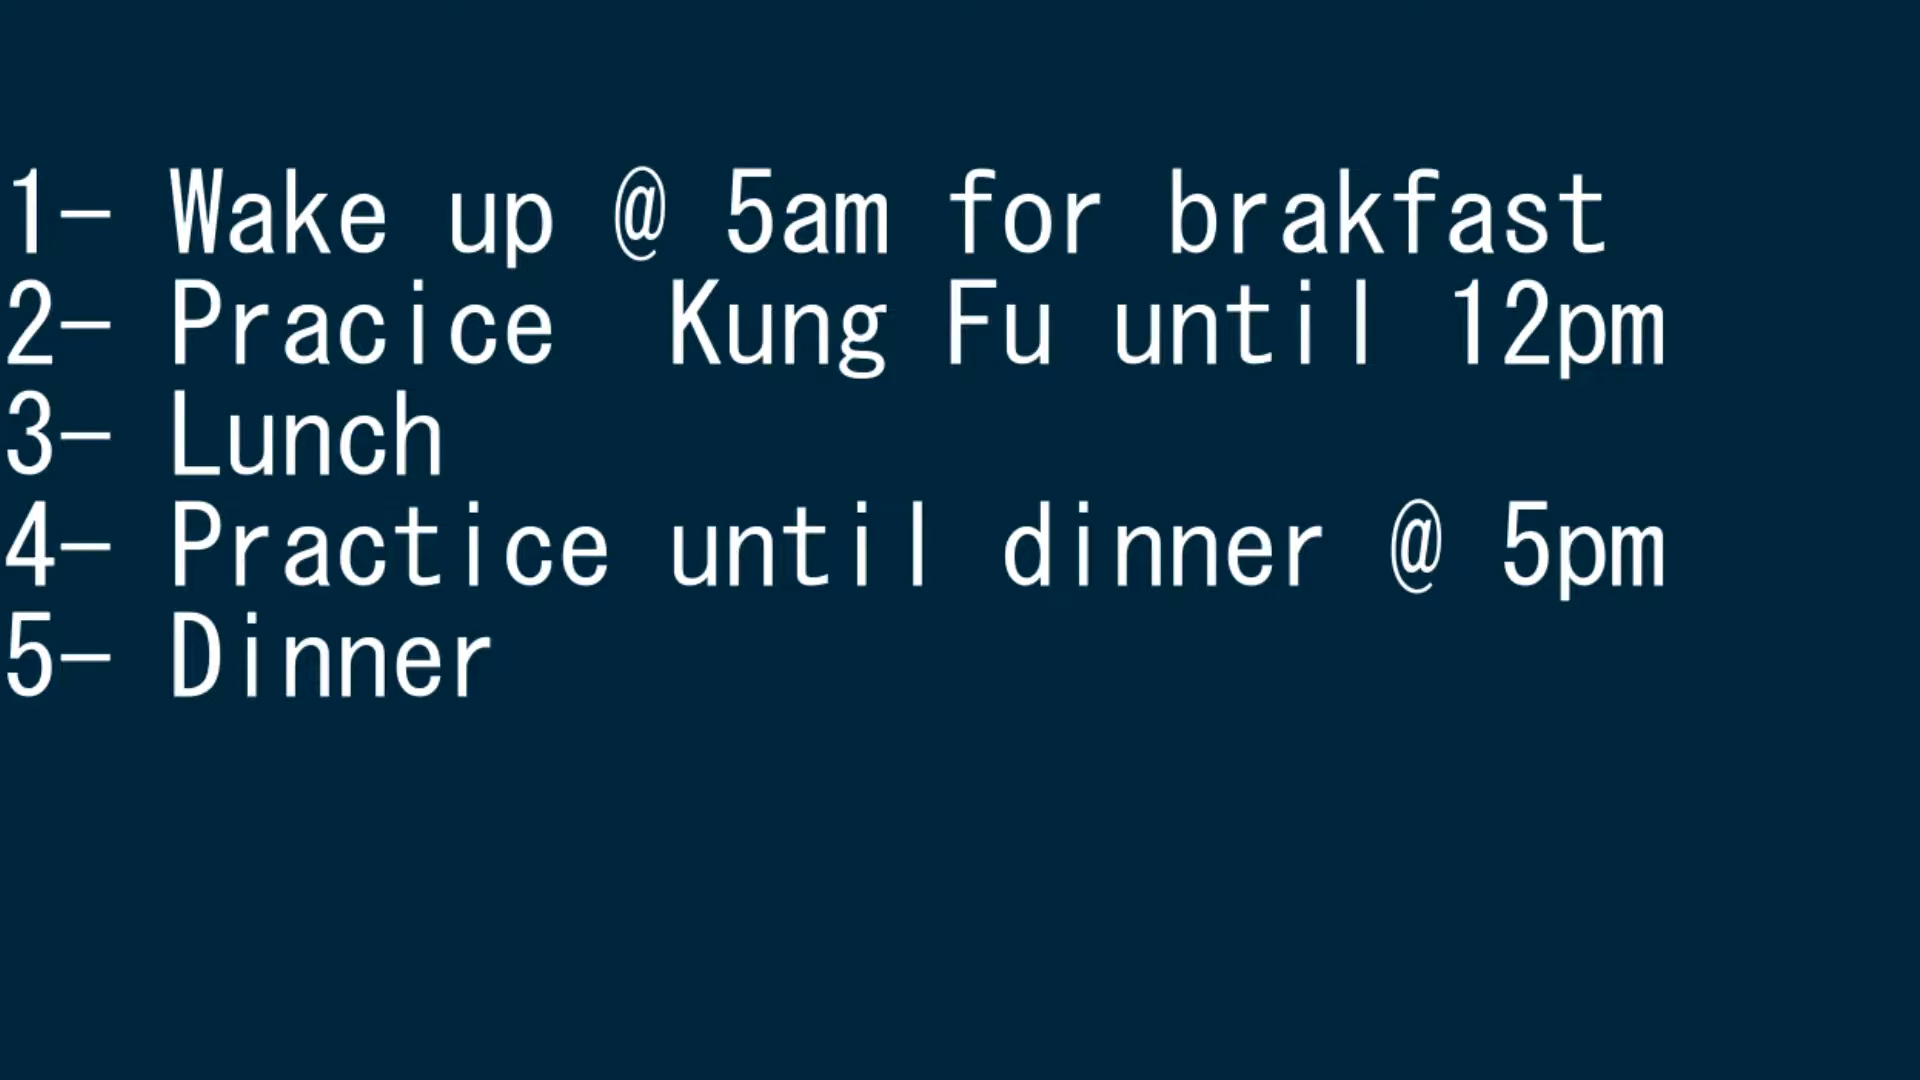 1- Wake up @ 5am for brakfast
2- Pracice  Kung Fu until 12pm
3- Lunch
4- Practice until dinner @ 5pm
5- Dinner